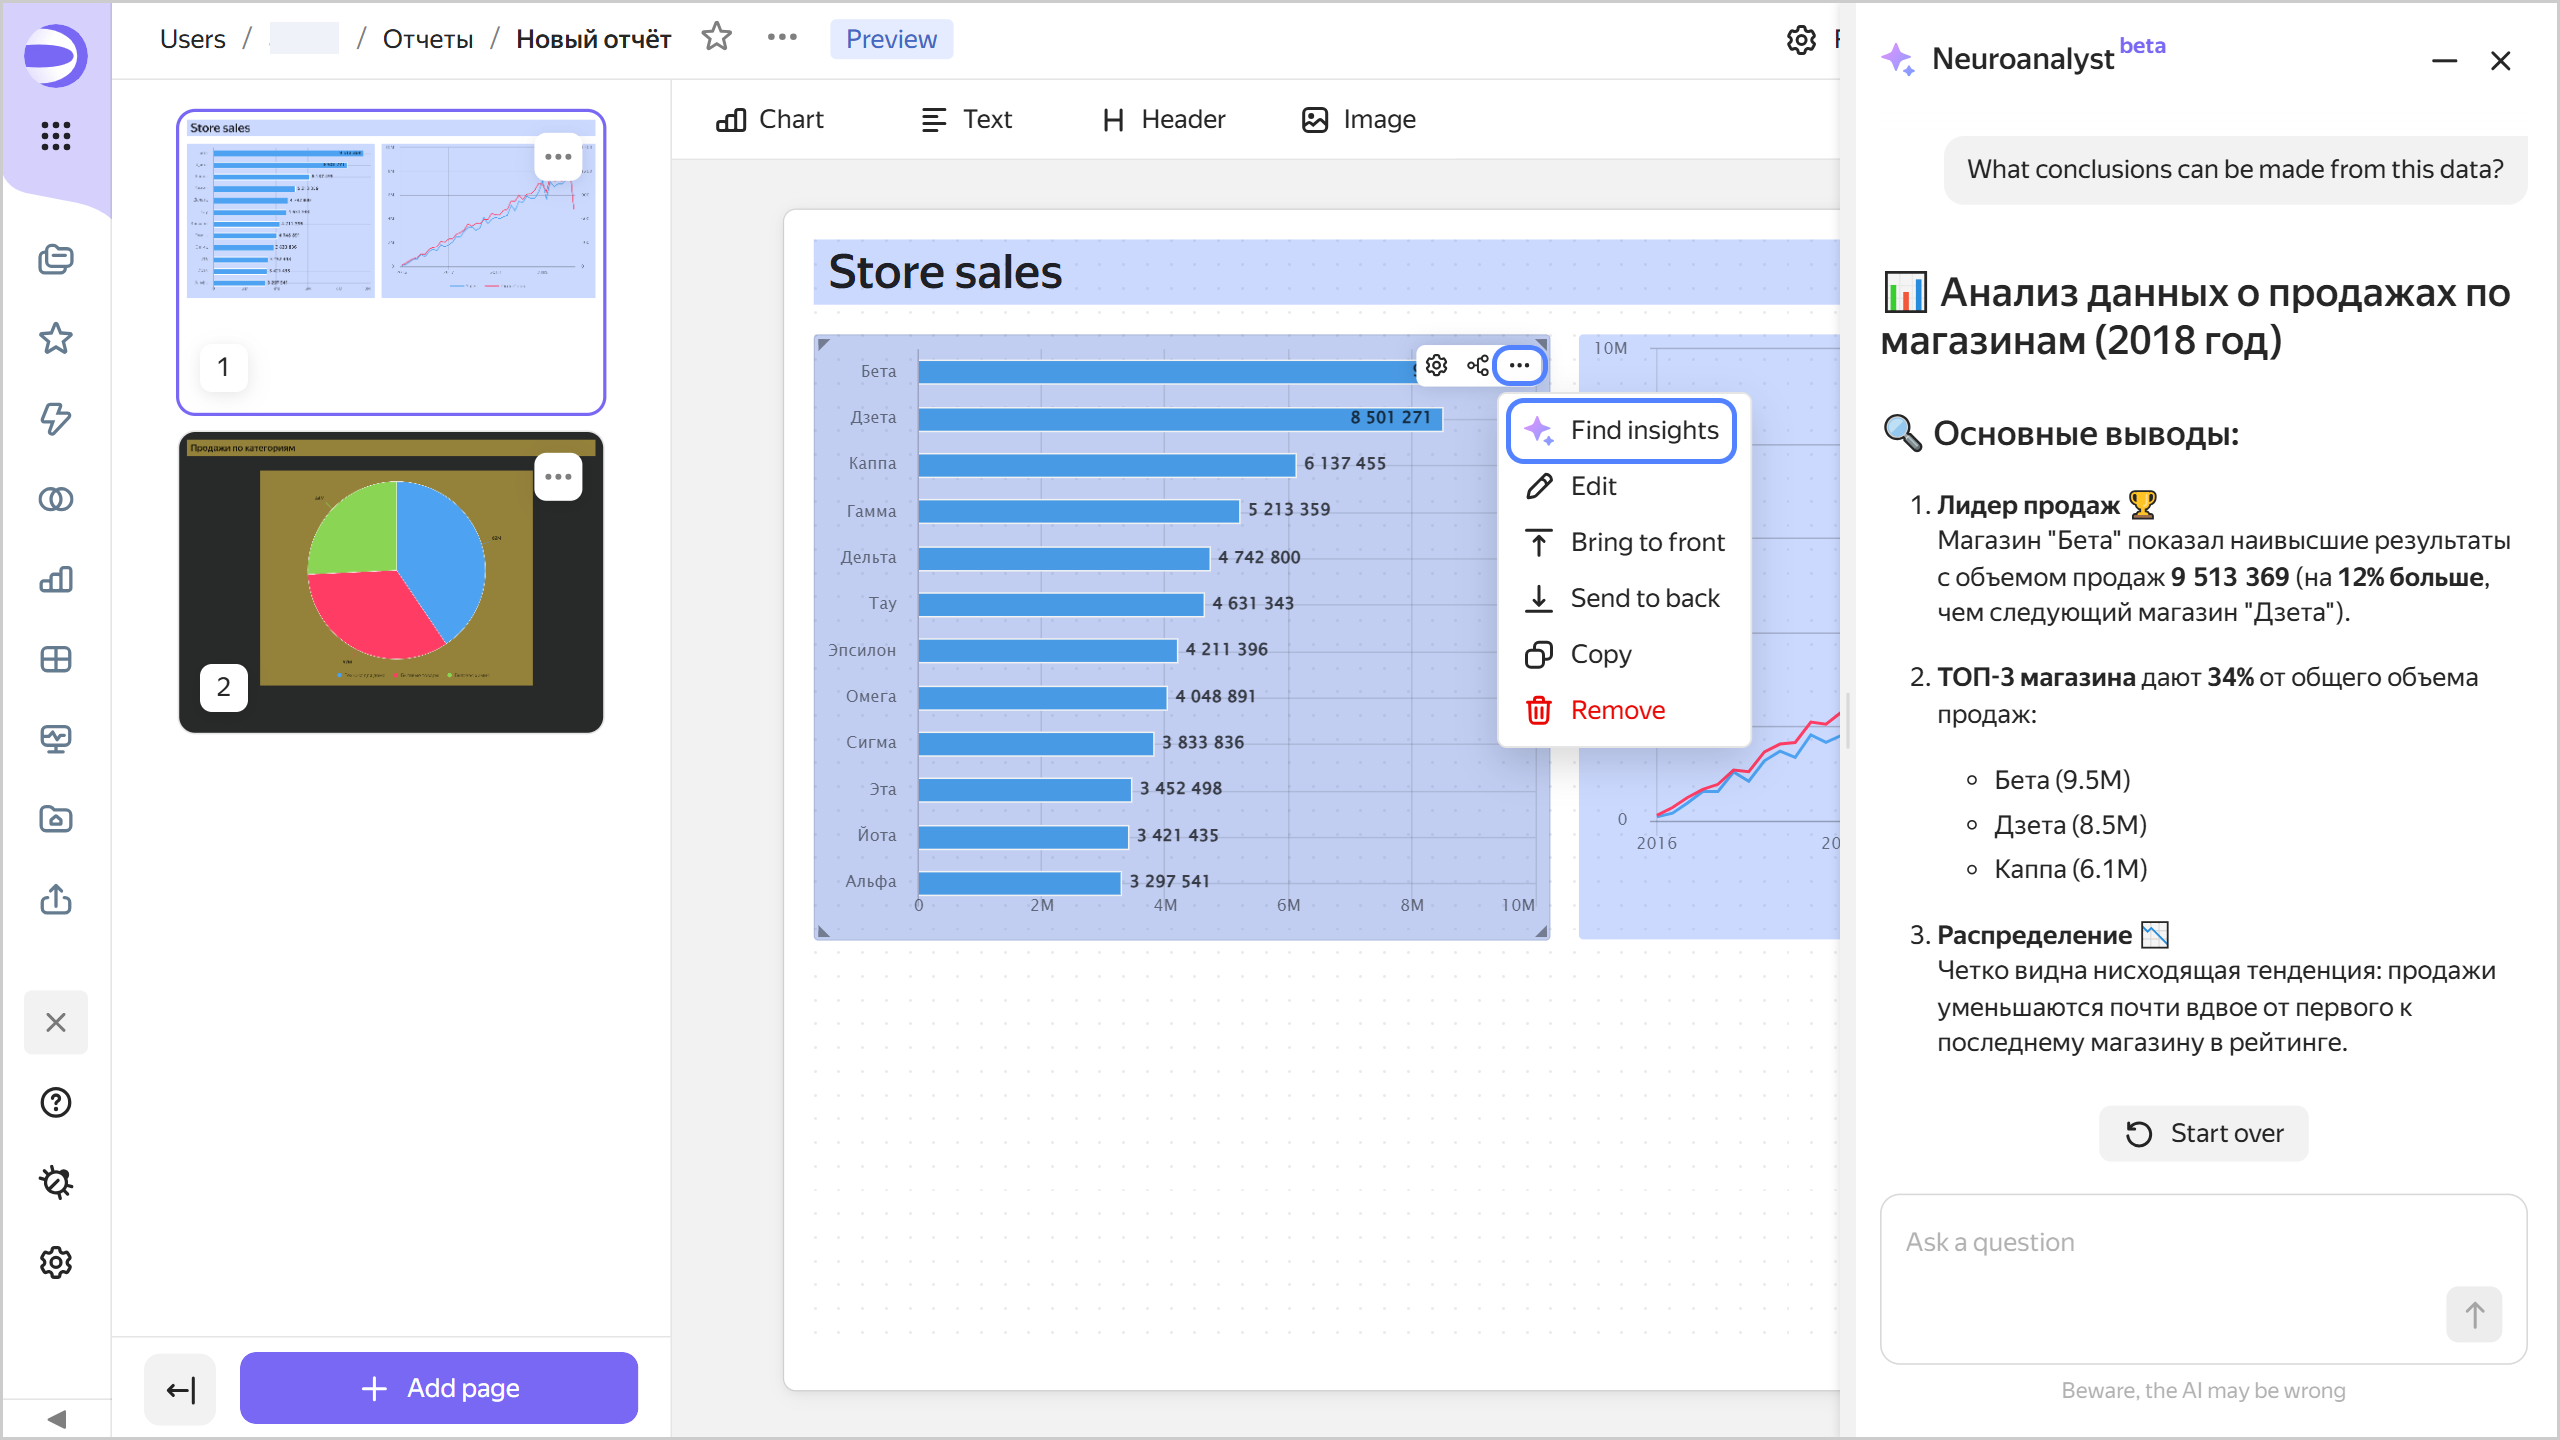 Users / / Отчеты / Новый отчёт
Preview
Chart
Text
Header
Image
Store sales
1
Продажи по категориям
2
Add page
Store sales
Бета
Дзета 8 501 271
Каппа 6 137 455
Гамма 5 213 359
Дельта 4 742 800
Тау 4 631 343
Эпсилон 4 211 396
Омега 4 048 891
Сигма 3 833 836
Эта 3 452 498
Йота 3 421 435
Альфа 3 297 541
0 2M 4M 6M 8M 10M
Find insights
Edit
Bring to front
Send to back
Copy
Remove
10M
0
2016
Neuroanalyst beta
What conclusions can be made from this data?
📊 Анализ данных о продажах по
магазинам (2018 год)
🔍 Основные выводы:
1. Лидер продаж 🏆
Магазин "Бета" показал наивысшие результаты
с объемом продаж 9 513 369 (на 12% больше,
чем следующий магазин "Дзета").
2. ТОП-3 магазина дают 34% от общего объема
продаж:
Бета (9.5M)
Дзета (8.5M)
Каппа (6.1M)
3. Распределение 📉
Четко видна нисходящая тенденция: продажи
уменьшаются почти вдвое от первого к
последнему магазину в рейтинге.
Start over
Ask a question
Beware, the AI may be wrong